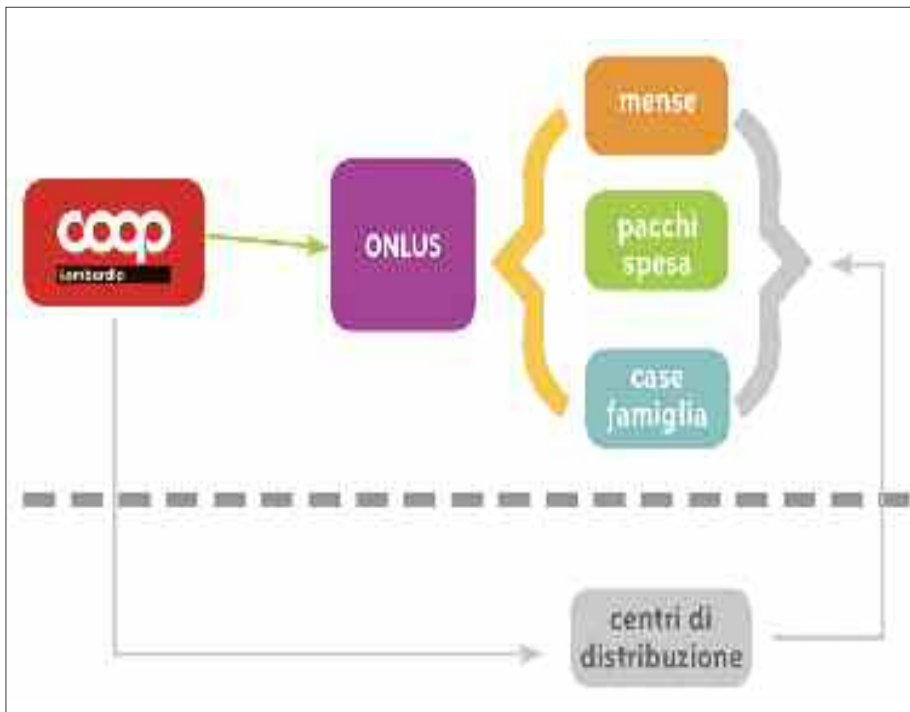 coop
Lombardia
ONLUS
mense
pacchi
spesa
case
famiglia
centri di
distribuzione